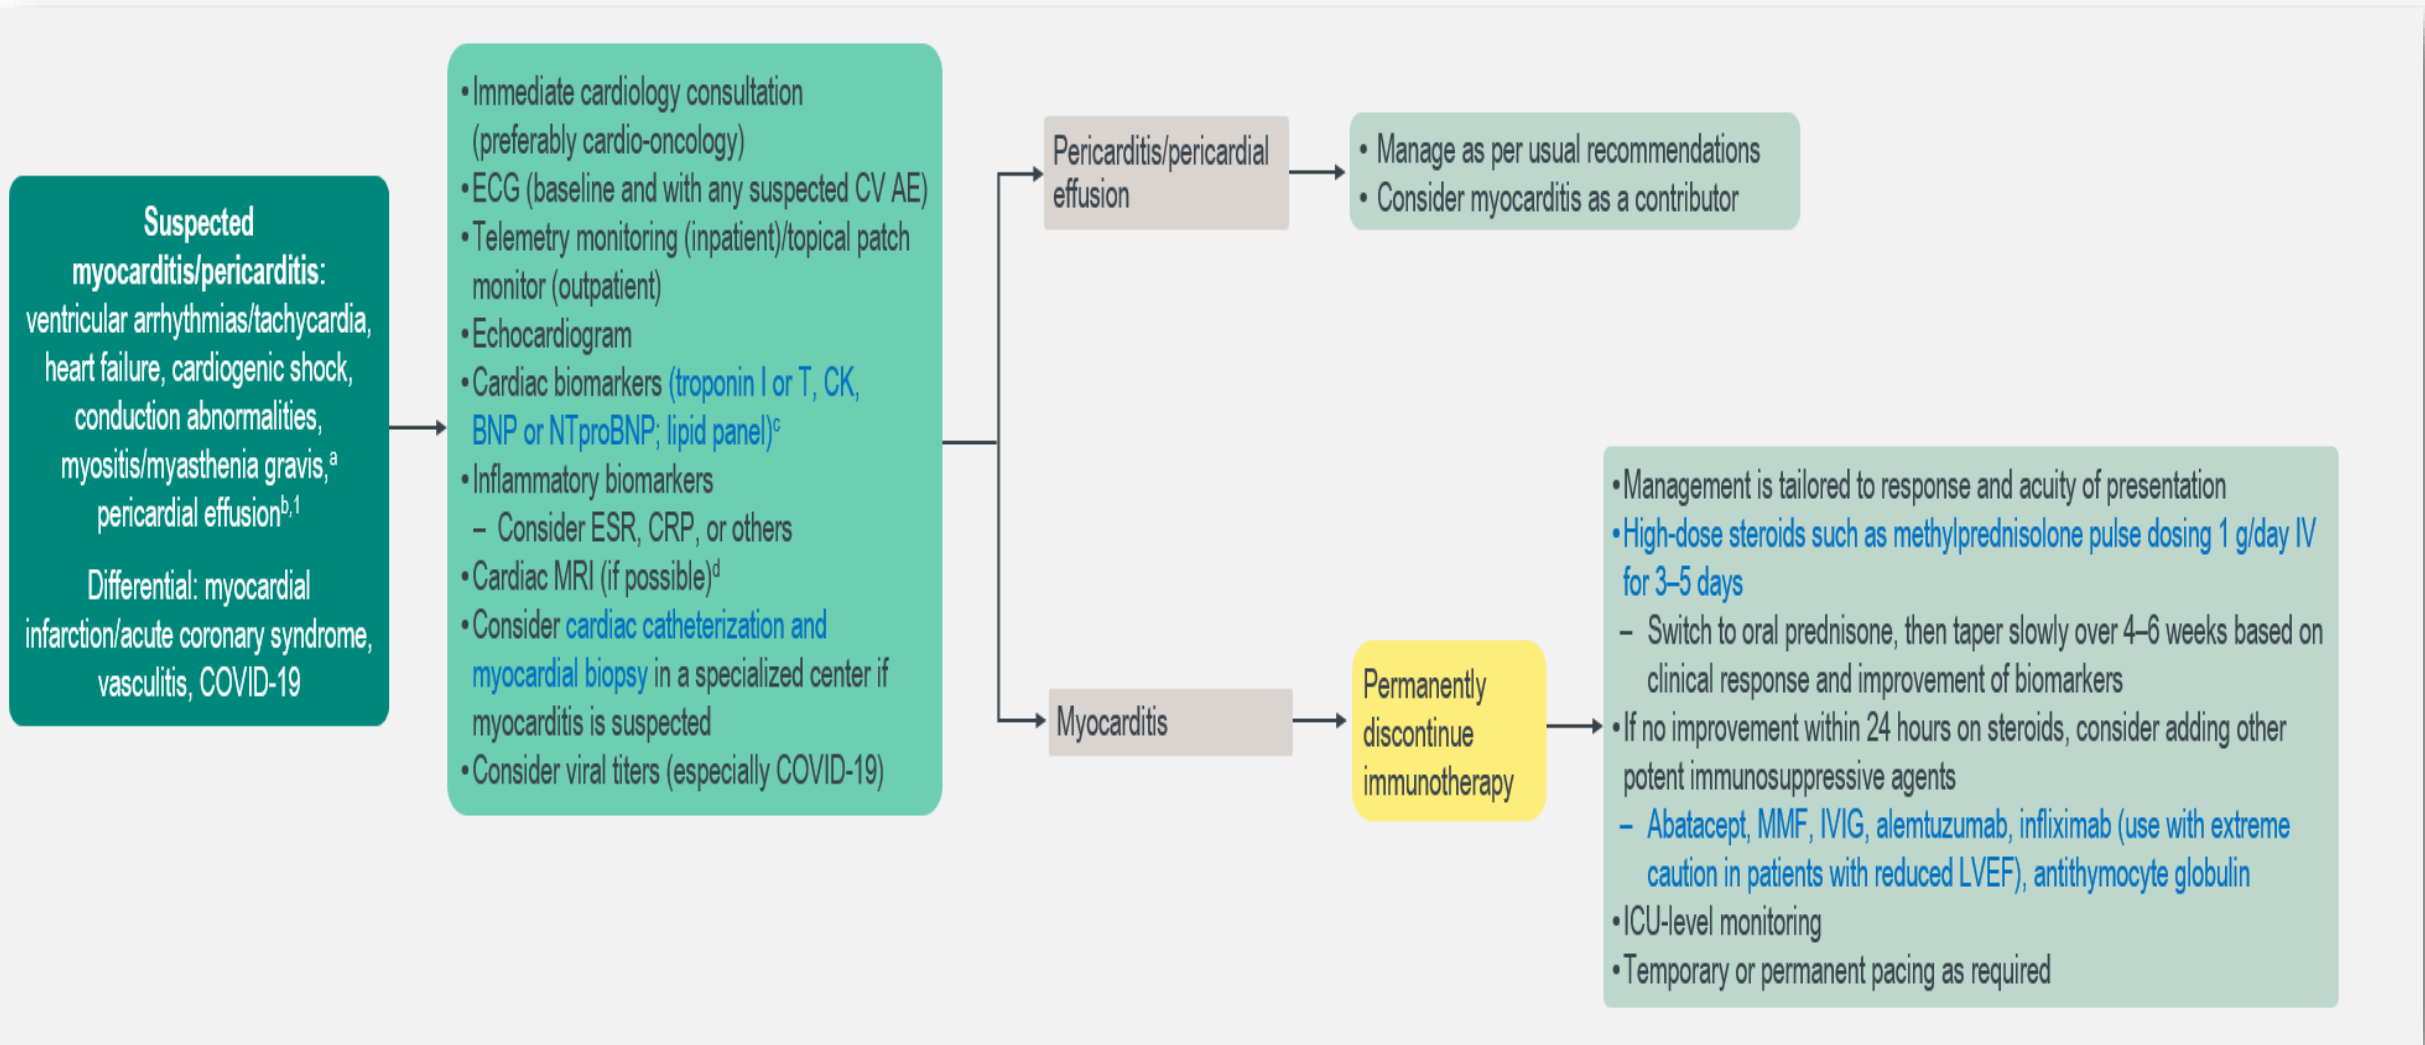 Suspected
myocarditis/pericarditis:
ventricular arrhythmias/tachycardia,
heart failure, cardiogenic shock,
conduction abnormalities,
myositis/myasthenia gravis,a
pericardial effusionb,1
Differential: myocardial
infarction/acute coronary syndrome,
vasculitis, COVID-19
•Immediate cardiology consultation
(preferably cardio-oncology)
•ECG (baseline and with any suspected CV AE)
•Telemetry monitoring (inpatient)/topical patch
monitor (outpatient)
•Echocardiogram
•Cardiac biomarkers (troponin I or T, CK,
BNP or NTproBNP; lipid panel)c
•Inflammatory biomarkers
– Consider ESR, CRP, or others
•Cardiac MRI (if possible)d
•Consider cardiac catheterization and
myocardial biopsy in a specialized center if
myocarditis is suspected
•Consider viral titers (especially COVID-19)
Pericarditis/pericardial
effusion
• Manage as per usual recommendations
• Consider myocarditis as a contributor
Myocarditis
Permanently
discontinue
immunotherapy
•Management is tailored to response and acuity of presentation
•High-dose steroids such as methylprednisolone pulse dosing 1 g/day IV
for 3–5 days
– Switch to oral prednisone, then taper slowly over 4–6 weeks based on
clinical response and improvement of biomarkers
•If no improvement within 24 hours on steroids, consider adding other
potent immunosuppressive agents
– Abatacept, MMF, IVIG, alemtuzumab, infliximab (use with extreme
caution in patients with reduced LVEF), antithymocyte globulin
•ICU-level monitoring
•Temporary or permanent pacing as required